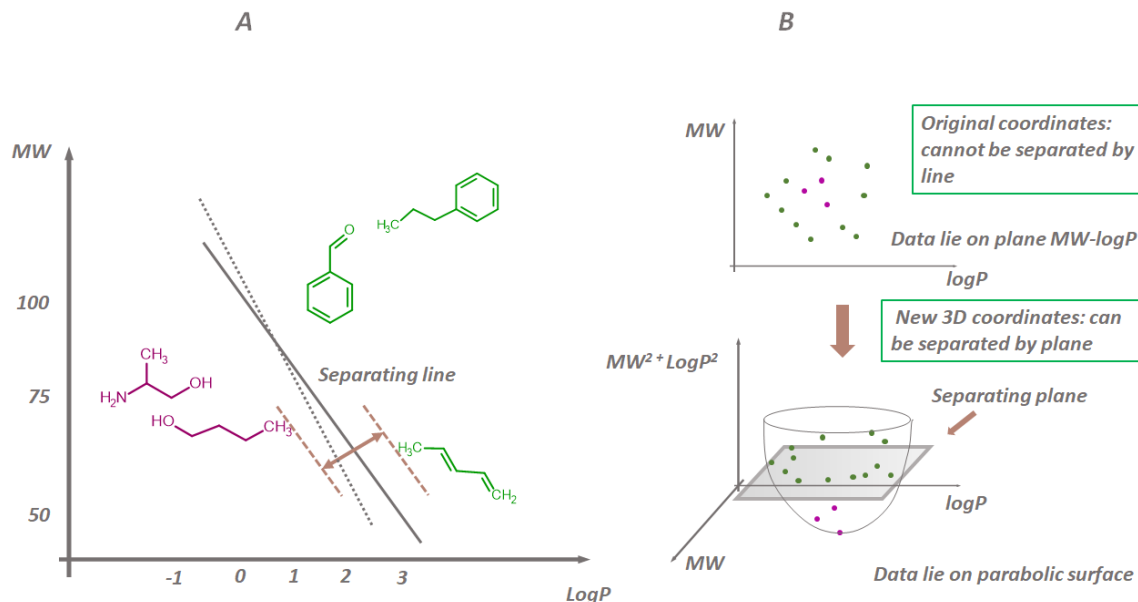 A
MW
100
75
50
-1
0
1
2
3
LogP
H₃C
O
CH₃
OH
H₂N
HO
CH₃
Separating line
H₃C
CH₂
B
MW
Original coordinates:
cannot be separated by
line
Data lie on plane MW-logP
logP
New 3D coordinates: can
be separated by plane
MW² + LogP²
Separating plane
logP
MW
Data lie on parabolic surface